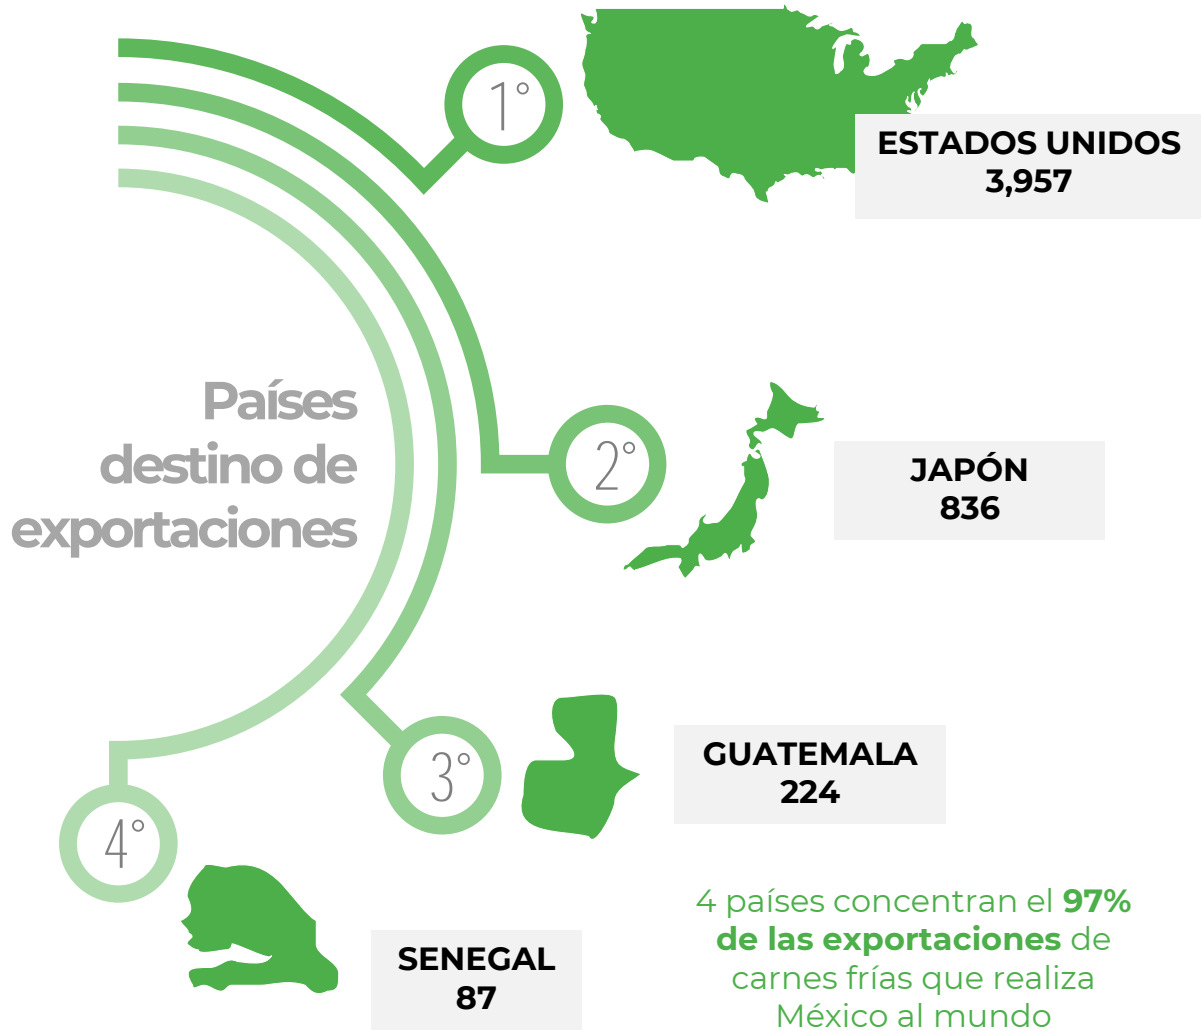 Países
destino de
exportaciones
1°
ESTADOS UNIDOS
3,957
2°
JAPÓN
836
3°
GUATEMALA
224
4°
SENEGAL
87
4 países concentran el 97%
de las exportaciones de
carnes frías que realiza
México al mundo